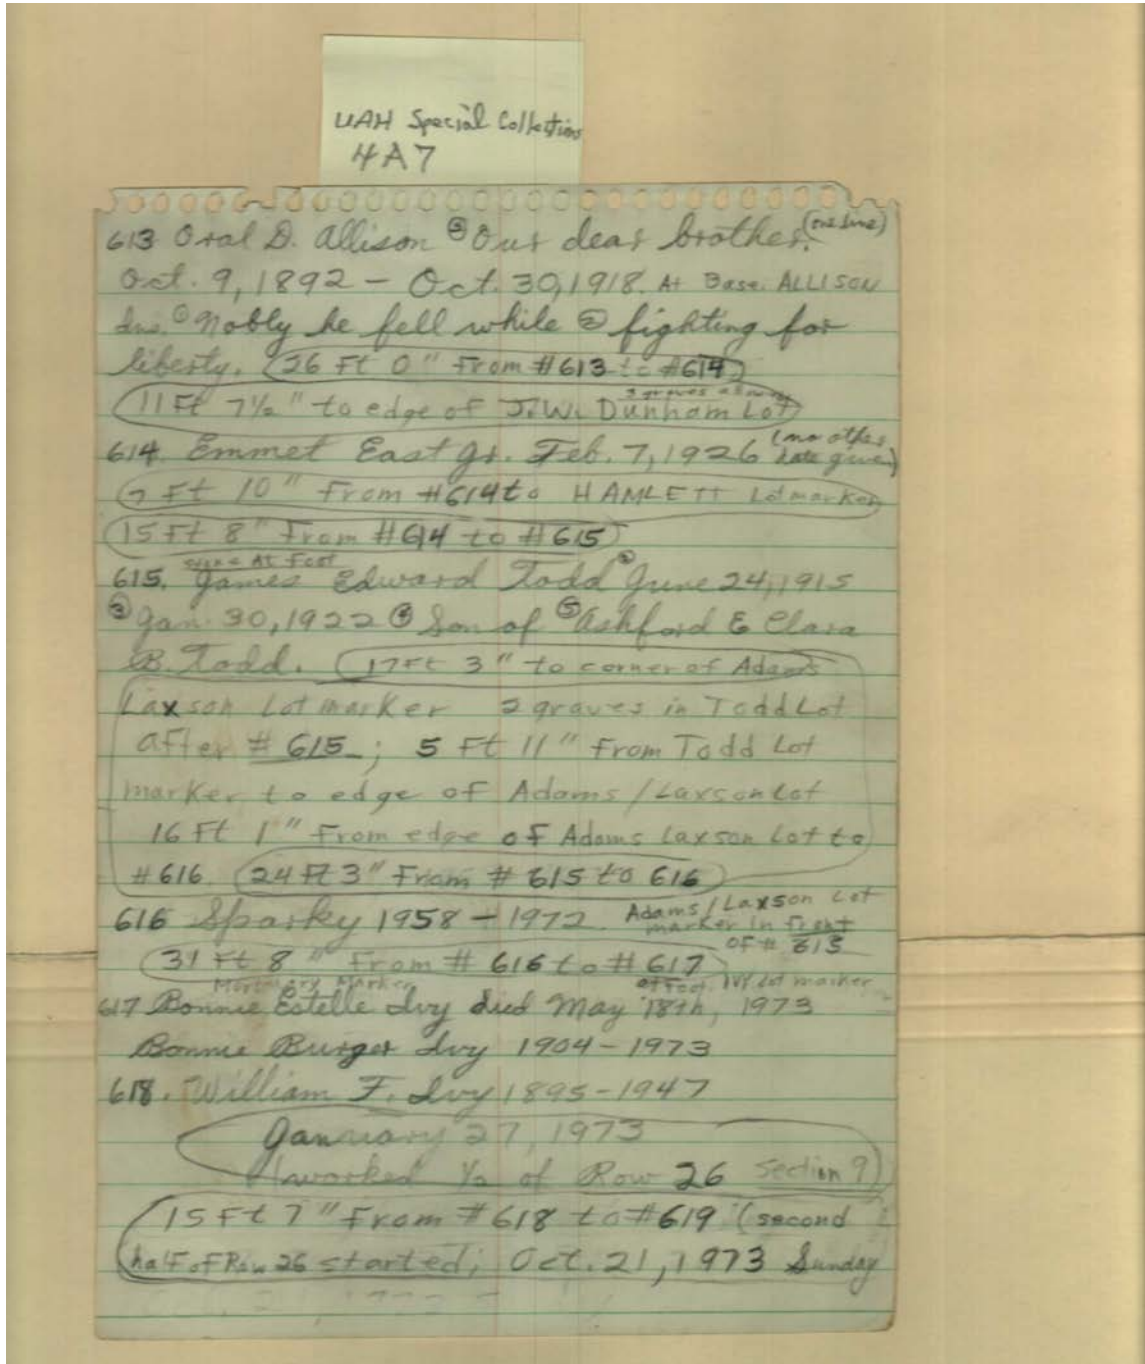 UAH Special Collections
4A7
(one line)
613 Oral D. Allison ② Our dear brother.
Oct. 9, 1892 – Oct. 30, 1918. At Base. ALLISON
① Nobly he fell while ② fighting for
liberty. (26 Ft 0" From #613 to #614)
3 graves
(11 Ft 7½" to edge of J.W. Dunham Lot)
614. Emmet East Jr. Feb. 7, 1926 (no other
date given)
(7 Ft 10" From #614 to HAMLETT Lot marker)
(15 Ft 8" From #614 to #615)
At Foot
615. James Edward Todd ② June 24, 1915
③ Jan. 30, 1922 ④ Son of ⑤ Ashford & Clara
B. Todd. (17 Ft 3" to corner of Adams
Laxson Lot marker 2 graves in Todd Lot
after #615; 5 Ft 11" From Todd Lot
marker to edge of Adams/Laxson Lot
16 Ft 1" From edge of Adams Laxson Lot to
#616. (24 Ft 3" From #615 to 616)
616 Sparky 1958 – 1972. Adams/Laxson Lot
marker in front
of # 615
(31 Ft 8" From #616 to #617)
Mortuary Marker at foot. IVY Lot marker
617 Bonnie Estelle Ivy died May 18th, 1973
Bonnie Burger Ivy 1904–1973
618. William F. Ivy 1895–1947
January 27, 1973
I worked ½ of Row 26 Section 9)
(15 Ft 7" From #618 to #619 (second
half of Row 26 started; Oct. 21, 1973 Sunday